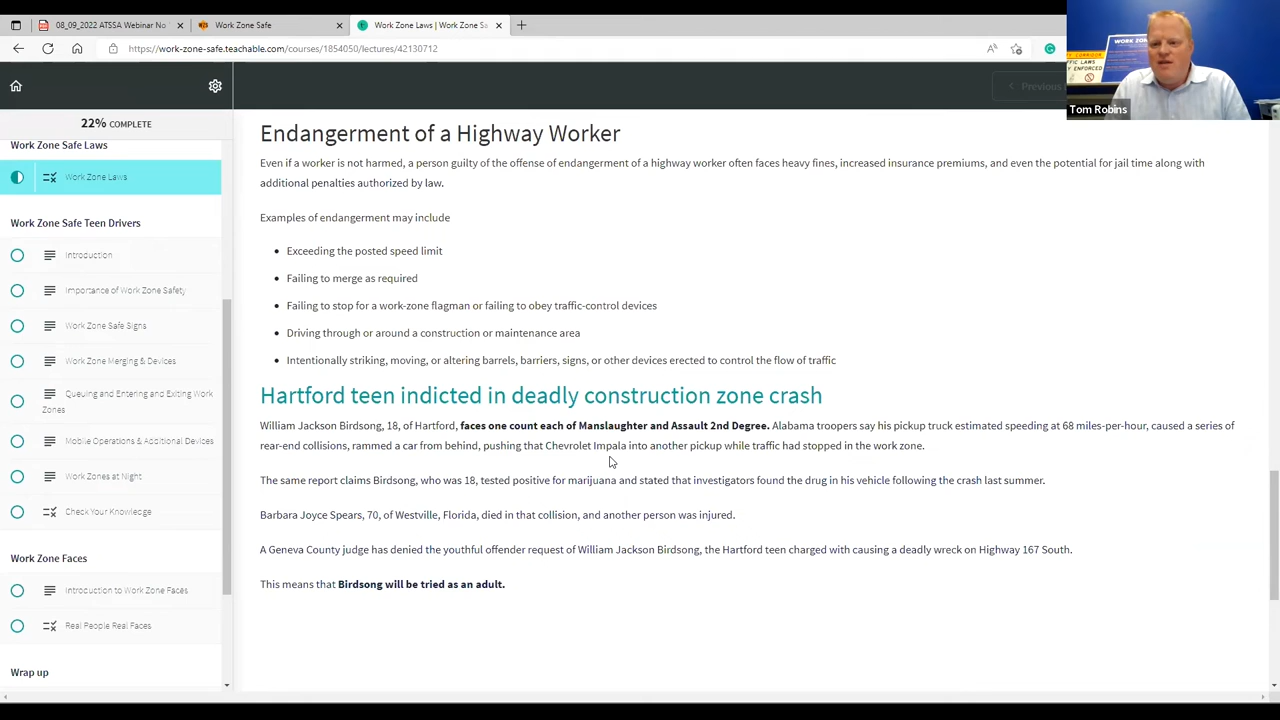 08_09_2022 ATSSA Webinar No
Work Zone Safe
Work Zone Laws | Work Zone Sa
https://work-zone-safe.teachable.com/courses/1854050/lectures/42130712
Previous
WORK ZON
CORRIDOR
FFIC LAWS
Y ENFORCED
Tom Robins
22% COMPLETE
Work Zone Safe Laws
Work Zone Laws
Work Zone Safe Teen Drivers
Introduction
Importance of Work Zone Safety
Work Zone Safe Signs
Work Zone Merging & Devices
Queuing and Entering and Exiting Work
Zones
Mobile Operations & Additional Devices
Work Zones at Night
Check Your Knowledge
Work Zone Faces
Introduction to Work Zone Faces
Real People Real Faces
Wrap up
Endangerment of a Highway Worker
Even if a worker is not harmed, a person guilty of the offense of endangerment of a highway worker often faces heavy fines, increased insurance premiums, and even the potential for jail time along with
additional penalties authorized by law.
Examples of endangerment may include
• Exceeding the posted speed limit
• Failing to merge as required
• Failing to stop for a work-zone flagman or failing to obey traffic-control devices
• Driving through or around a construction or maintenance area
• Intentionally striking, moving, or altering barrels, barriers, signs, or other devices erected to control the flow of traffic
Hartford teen indicted in deadly construction zone crash
William Jackson Birdsong, 18, of Hartford, faces one count each of Manslaughter and Assault 2nd Degree. Alabama troopers say his pickup truck estimated speeding at 68 miles-per-hour, caused a series of
rear-end collisions, rammed a car from behind, pushing that Chevrolet Impala into another pickup while traffic had stopped in the work zone.
The same report claims Birdsong, who was 18, tested positive for marijuana and stated that investigators found the drug in his vehicle following the crash last summer.
Barbara Joyce Spears, 70, of Westville, Florida, died in that collision, and another person was injured.
A Geneva County judge has denied the youthful offender request of William Jackson Birdsong, the Hartford teen charged with causing a deadly wreck on Highway 167 South.
This means that Birdsong will be tried as an adult.